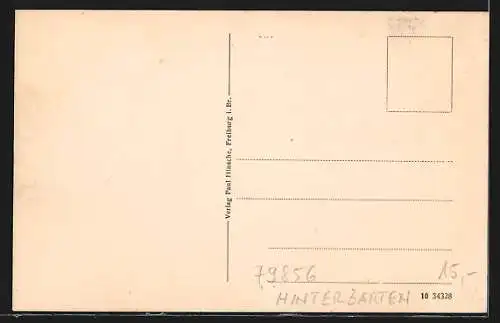 Verlag Paul Hinsche, Freiburg i. Br.
79856
15,-
HINTERZARTEN
10 34328